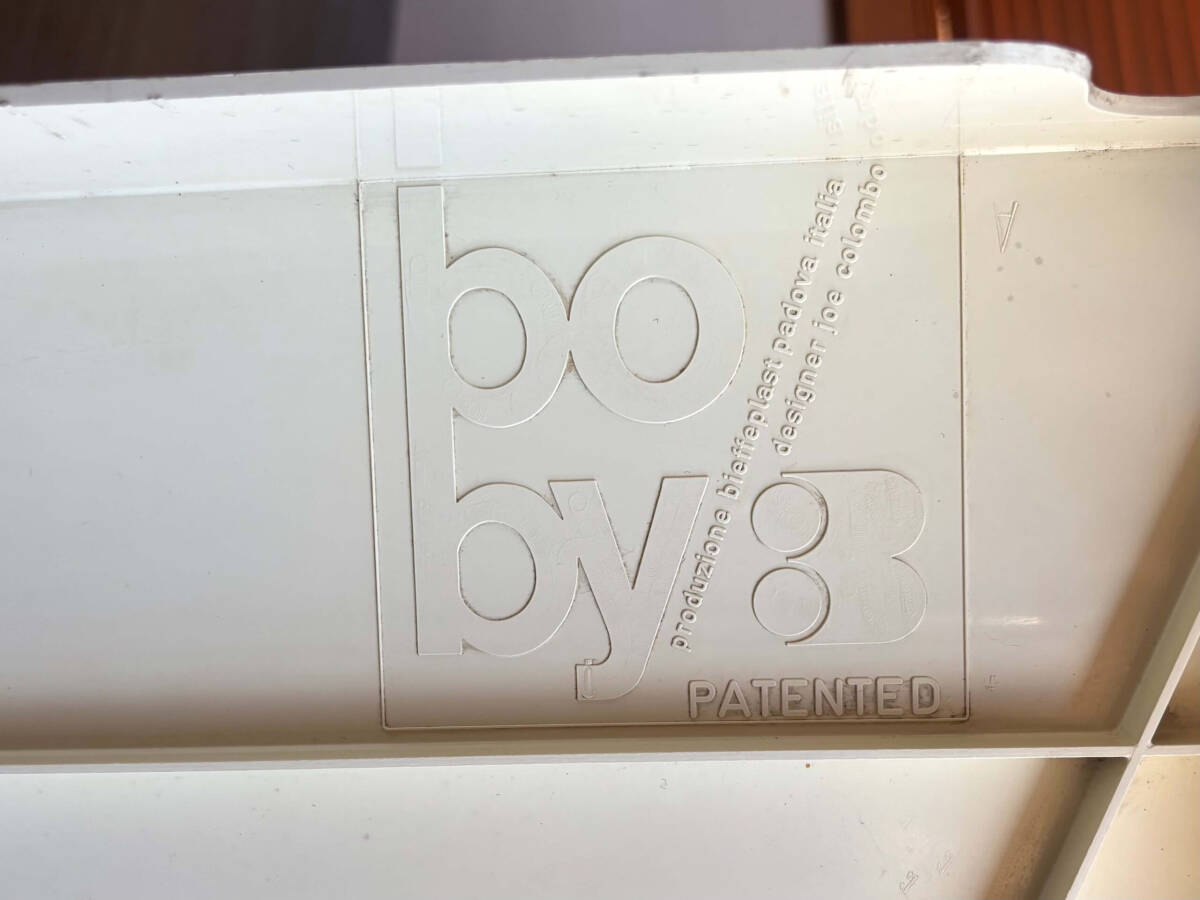 bo
by
produzione bieffeplast padova italia
designer joe colombo
PATENTED
A